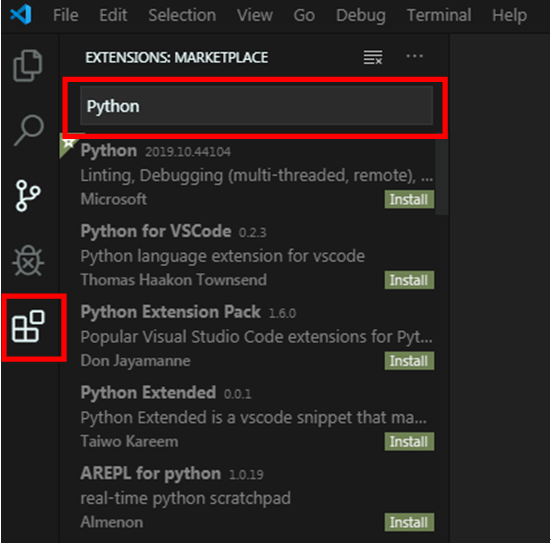 File Edit Selection View Go Debug Terminal Help
EXTENSIONS: MARKETPLACE
Python
Python 2019.10.44104
Linting, Debugging (multi-threaded, remote), ...
Microsoft Install
Python for VSCode 0.2.3
Python language extension for vscode
Thomas Haakon Townsend Install
Python Extension Pack 1.6.0
Popular Visual Studio Code extensions for Pyt...
Don Jayamanne Install
Python Extended 0.0.1
Python Extended is a vscode snippet that ma...
Taiwo Kareem Install
AREPL for python 1.0.19
real-time python scratchpad
Almenon Install